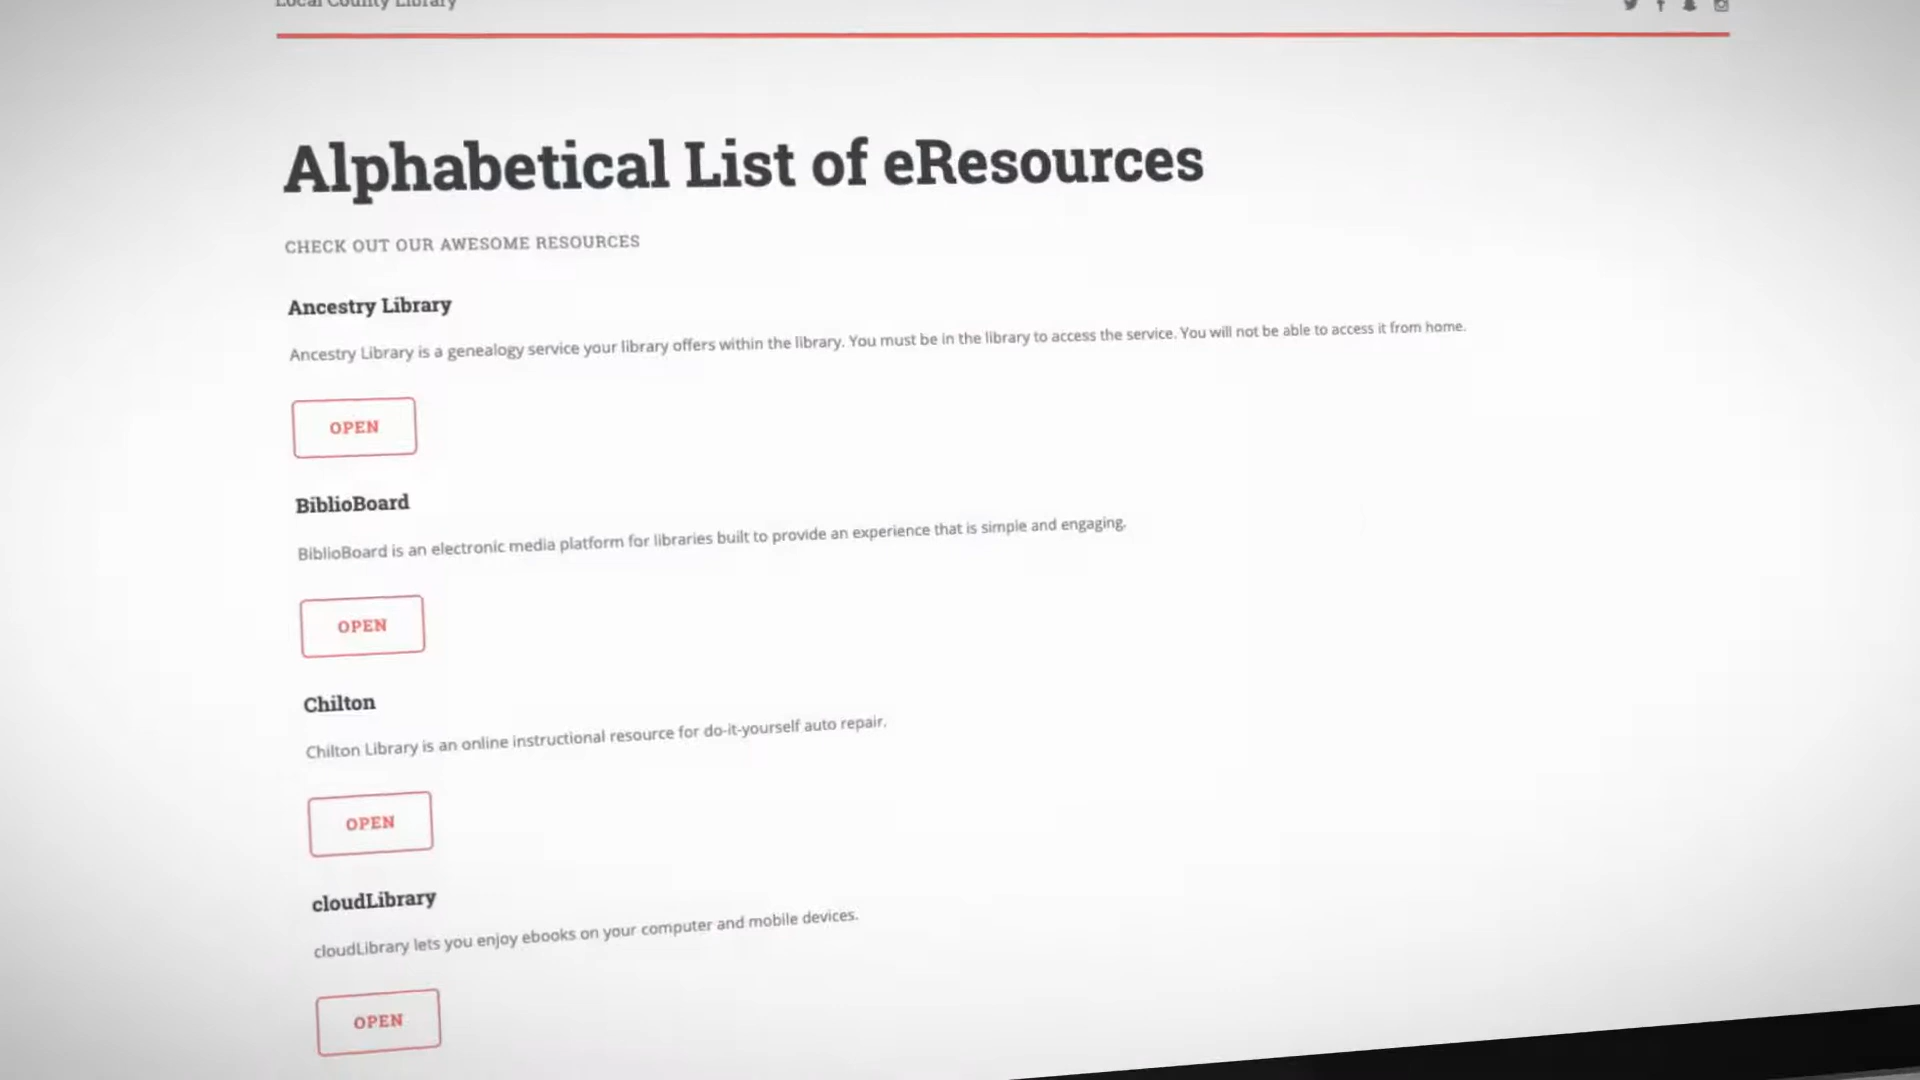 Local County Library
Alphabetical List of eResources
CHECK OUT OUR AWESOME RESOURCES
Ancestry Library
Ancestry Library is a genealogy service your library offers within the library. You must be in the library to access the service. You will not be able to access it from home.
OPEN
BiblioBoard
BiblioBoard is an electronic media platform for libraries built to provide an experience that is simple and engaging.
OPEN
Chilton
Chilton Library is an online instructional resource for do-it-yourself auto repair.
OPEN
cloudLibrary
cloudLibrary lets you enjoy ebooks on your computer and mobile devices.
OPEN